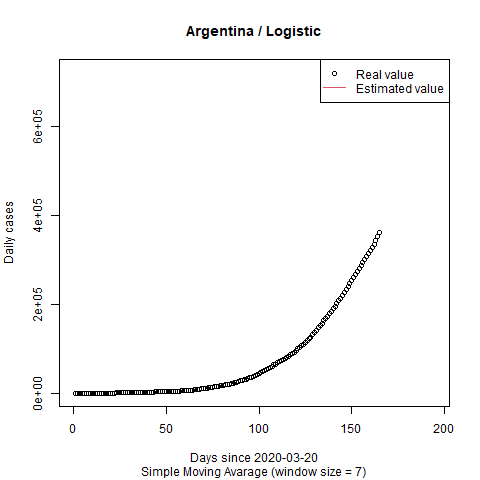 Argentina / Logistic
Real value
Estimated value
6e+05
4e+05
2e+05
0e+00
Daily cases
0
50
100
150
200
Days since 2020-03-20
Simple Moving Avarage (window size = 7)